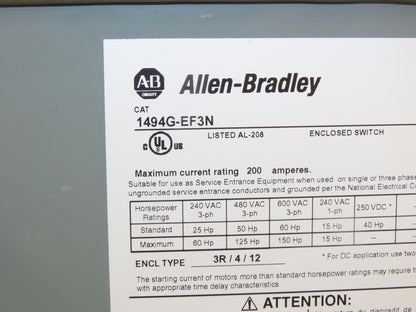 A-B
QUALITY
Allen-Bradley
CAT
1494G-EF3N
C UL US
LISTED AL-208 ENCLOSED SWITCH
Maximum current rating 200 amperes.
Suitable for use as Service Entrance Equipment when used on single or three phase
ungrounded service entrance conductors and grounded per the National Electrical Co
Horsepower Ratings 240 VAC 3-ph 480 VAC 3-ph 600 VAC 3-ph 240 VAC 1-ph 250 VDC *
Standard 25 Hp 50 Hp 60 Hp 15 Hp 40 Hp --
Maximum 60 Hp 125 Hp 150 Hp 15 Hp -- --
ENCL TYPE 3R / 4 / 12 * For DC application use two
The starting current of motors more than standard horsepower ratings may require t
with appropriate time delay characteristics.
ATTENTION: